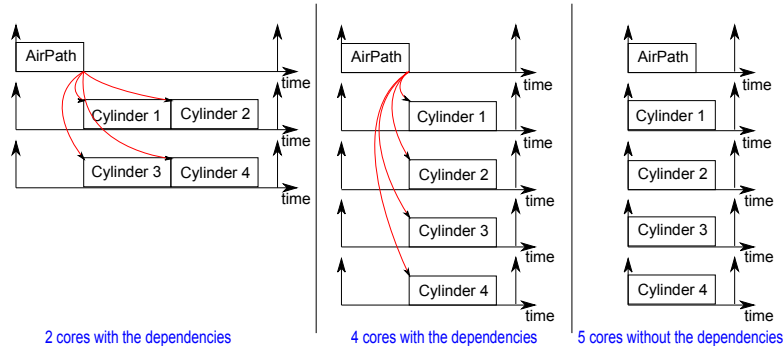 AirPath
time
Cylinder 1
Cylinder 2
time
Cylinder 3
Cylinder 4
time
2 cores with the dependencies
AirPath
time
Cylinder 1
time
Cylinder 2
time
Cylinder 3
time
Cylinder 4
time
4 cores with the dependencies
AirPath
time
Cylinder 1
time
Cylinder 2
time
Cylinder 3
time
Cylinder 4
time
5 cores without the dependencies